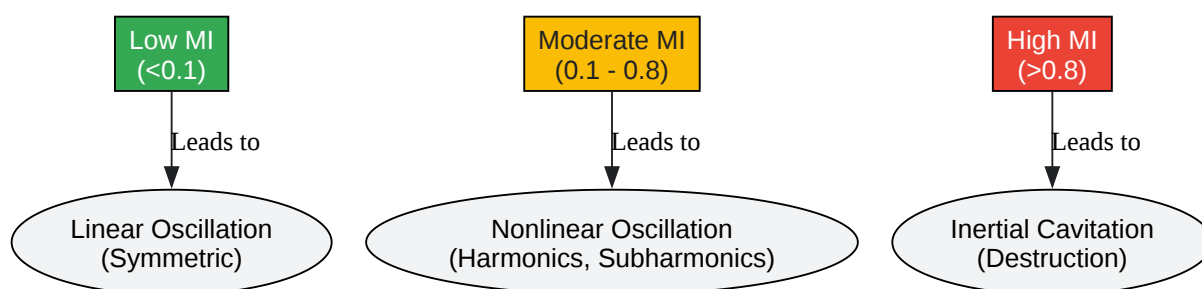 Low MI
(<0.1)
Moderate MI
(0.1 - 0.8)
High MI
(>0.8)
Leads to
Leads to
Leads to
Linear Oscillation
(Symmetric)
Nonlinear Oscillation
(Harmonics, Subharmonics)
Inertial Cavitation
(Destruction)